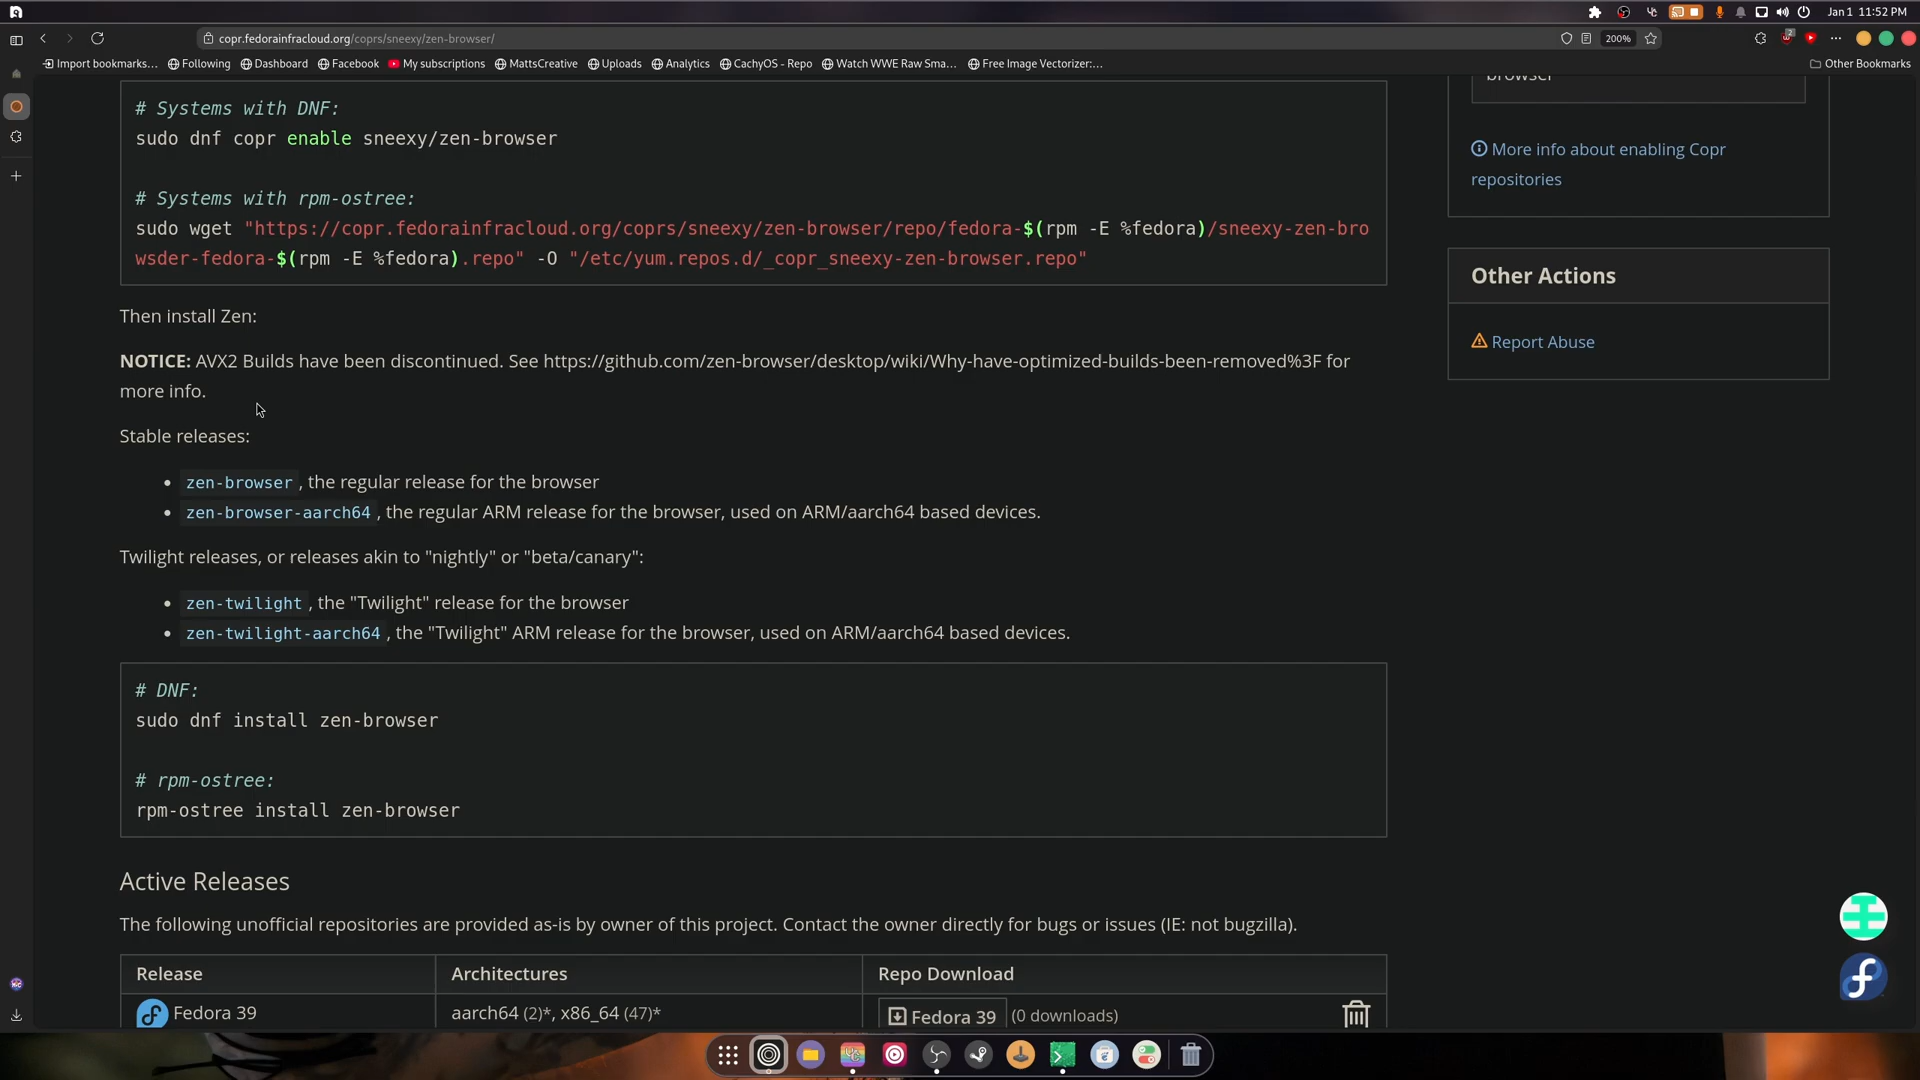 Jan 1 11:52 PM
copr.fedorainfracloud.org/coprs/sneexy/zen-browser/
200%
2
Import bookmarks...
Following
Dashboard
Facebook
My subscriptions
MattsCreative
Uploads
Analytics
CachyOS - Repo
Watch WWE Raw Sma...
Free Image Vectorizer:...
Other Bookmarks
# Systems with DNF:
sudo dnf copr enable sneexy/zen-browser
# Systems with rpm-ostree:
sudo wget "https://copr.fedorainfracloud.org/coprs/sneexy/zen-browser/repo/fedora-$(rpm -E %fedora)/sneexy-zen-bro
wsder-fedora-$(rpm -E %fedora).repo" -O "/etc/yum.repos.d/_copr_sneexy-zen-browser.repo"
Then install Zen:
NOTICE: AVX2 Builds have been discontinued. See https://github.com/zen-browser/desktop/wiki/Why-have-optimized-builds-been-removed%3F for
more info.
Stable releases:
• zen-browser , the regular release for the browser
• zen-browser-aarch64 , the regular ARM release for the browser, used on ARM/aarch64 based devices.
Twilight releases, or releases akin to "nightly" or "beta/canary":
• zen-twilight , the "Twilight" release for the browser
• zen-twilight-aarch64 , the "Twilight" ARM release for the browser, used on ARM/aarch64 based devices.
# DNF:
sudo dnf install zen-browser
# rpm-ostree:
rpm-ostree install zen-browser
Active Releases
The following unofficial repositories are provided as-is by owner of this project. Contact the owner directly for bugs or issues (IE: not bugzilla).
Release Architectures Repo Download
Fedora 39 aarch64 (2)*, x86_64 (47)* Fedora 39 (0 downloads)
browser
More info about enabling Copr
repositories
Other Actions
Report Abuse